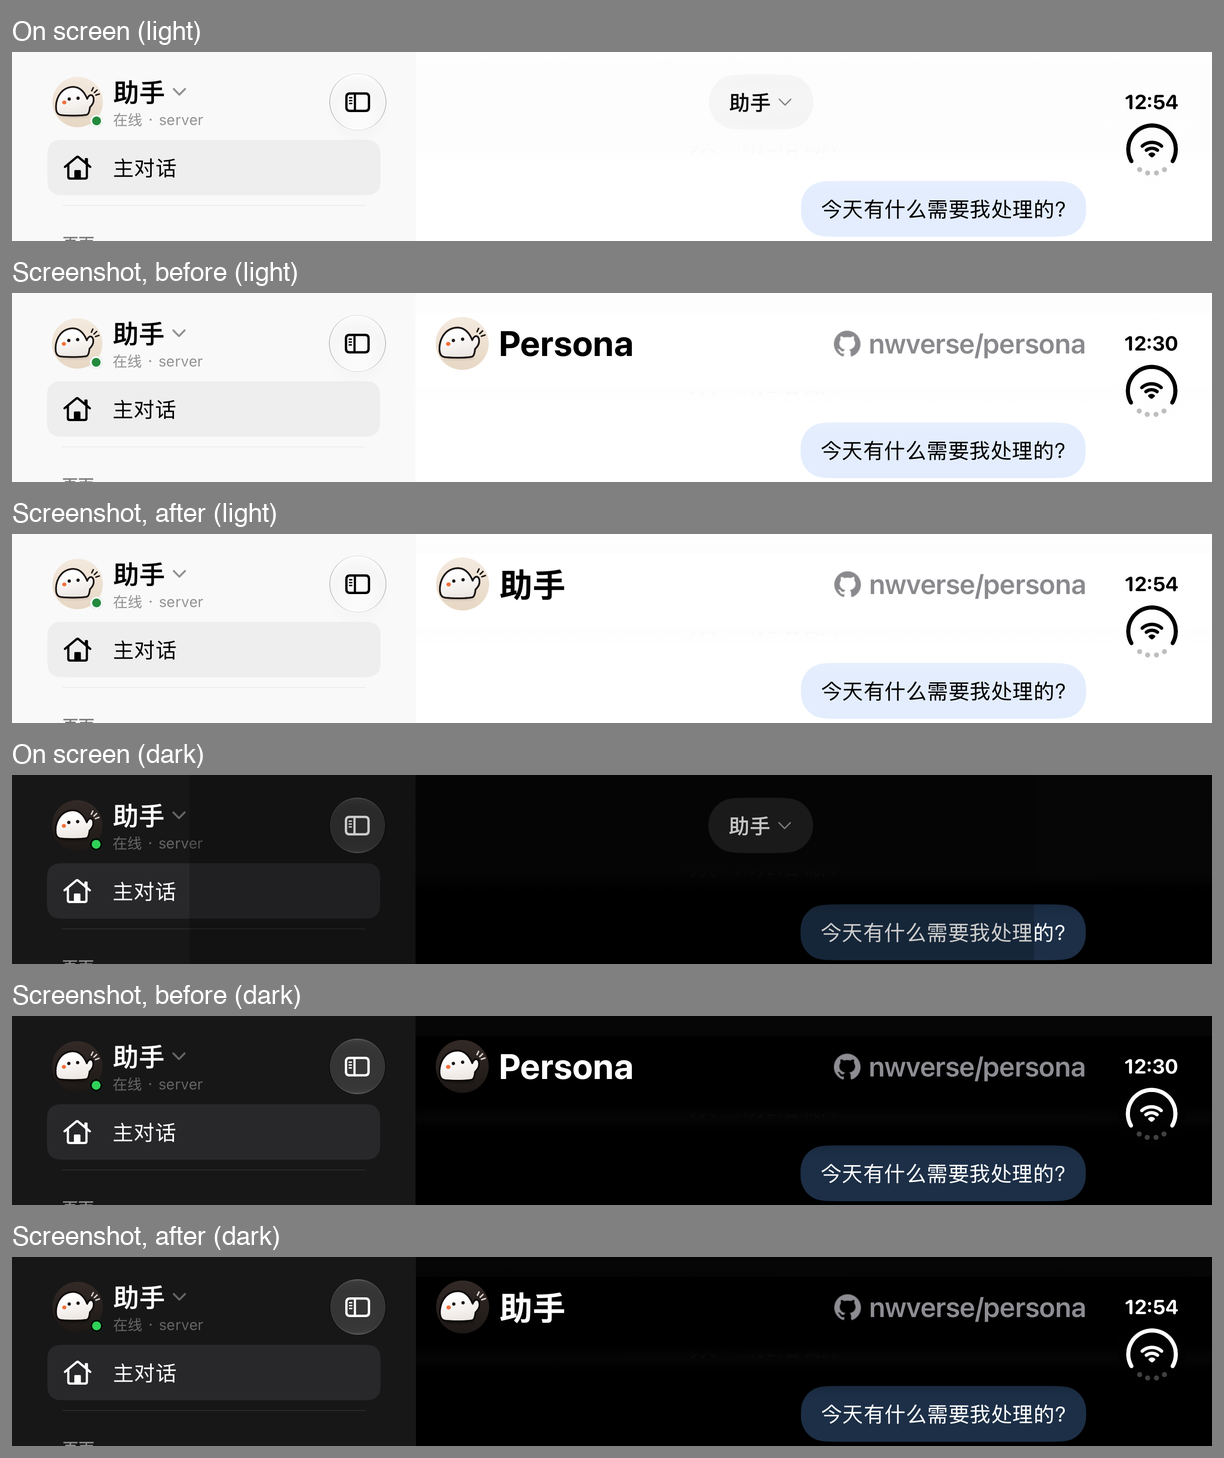 On screen (light)
助手
在线 · server
助手
12:54
主对话
今天有什么需要我处理的?
Screenshot, before (light)
助手
在线 · server
Persona
nwverse/persona
12:30
主对话
今天有什么需要我处理的?
Screenshot, after (light)
助手
在线 · server
助手
nwverse/persona
12:54
主对话
今天有什么需要我处理的?
On screen (dark)
助手
在线 · server
助手
主对话
今天有什么需要我处理的?
Screenshot, before (dark)
助手
在线 · server
Persona
nwverse/persona
12:30
主对话
今天有什么需要我处理的?
Screenshot, after (dark)
助手
在线 · server
助手
nwverse/persona
12:54
主对话
今天有什么需要我处理的?